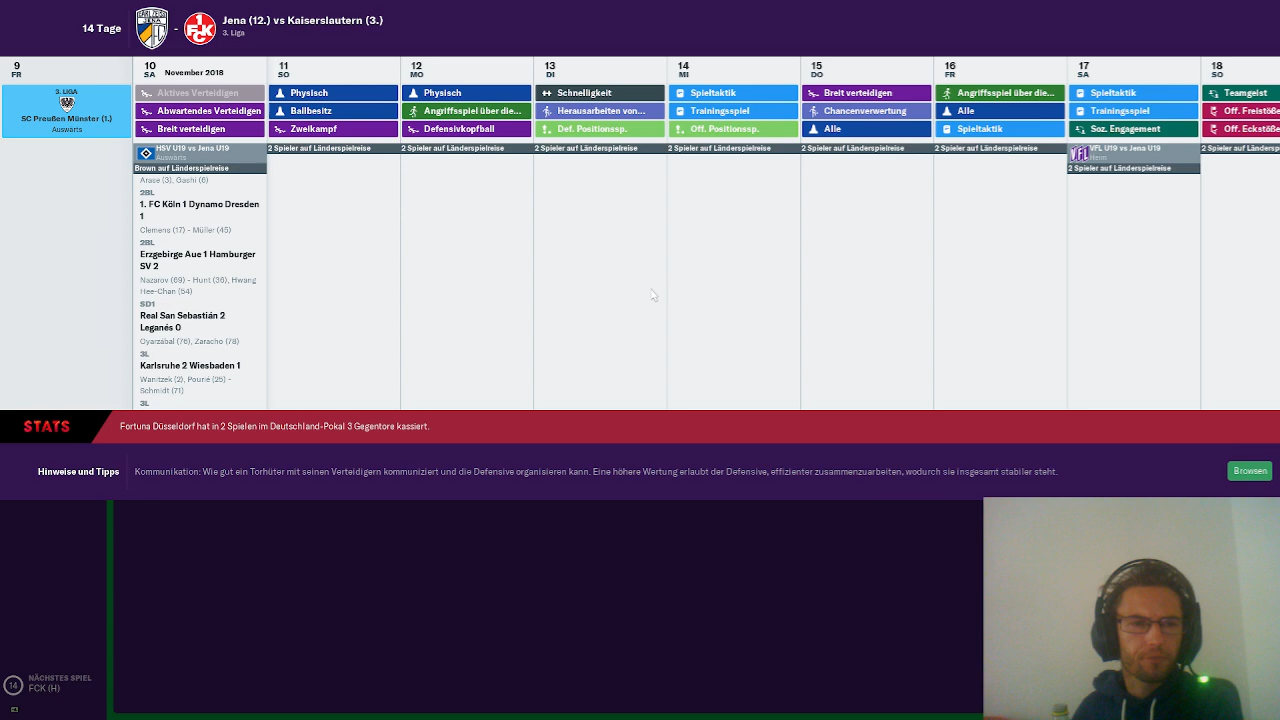 14 Tage
Jena (12.) vs Kaiserslautern (3.)
3. Liga
9
FR
10
SA
November 2018
11
SO
12
MO
13
DI
14
MI
15
DO
16
FR
17
SA
18
SO
3. LIGA
SC Preußen Münster (1.)
Auswärts
Aktives Verteidigen
Abwartendes Verteidigen
Breit verteidigen
HSV U19 vs Jena U19
Auswärts
Brown auf Länderspielreise
Arase (3), Gashi (6)
2BL
1. FC Köln 1 Dynamo Dresden
1
Clemens (17) - Müller (45)
2BL
Erzgebirge Aue 1 Hamburger
SV 2
Nazarov (69) - Hunt (36), Hwang
Hee-Chan (54)
SD1
Real San Sebastián 2
Leganés 0
Oyarzábal (76), Zaracho (78)
3L
Karlsruhe 2 Wiesbaden 1
Wanitzek (2), Pourié (25) -
Schmidt (71)
3L
Physisch
Ballbesitz
Zweikampf
2 Spieler auf Länderspielreise
Physisch
Angriffsspiel über die...
Defensivkopfball
2 Spieler auf Länderspielreise
Schnelligkeit
Herausarbeiten von...
Def. Positionssp.
2 Spieler auf Länderspielreise
Spieltaktik
Trainingsspiel
Off. Positionssp.
2 Spieler auf Länderspielreise
Breit verteidigen
Chancenverwertung
Alle
2 Spieler auf Länderspielreise
Angriffsspiel über die...
Alle
Spieltaktik
2 Spieler auf Länderspielreise
Spieltaktik
Trainingsspiel
Soz. Engagement
VFL U19 vs Jena U19
Heim
2 Spieler auf Länderspielreise
Teamgeist
Off. Freistöße
Off. Eckstöße
2 Spieler auf Ländersp
STATS
Fortuna Düsseldorf hat in 2 Spielen im Deutschland-Pokal 3 Gegentore kassiert.
Hinweise und Tipps
Kommunikation: Wie gut ein Torhüter mit seinen Verteidigern kommuniziert und die Defensive organisieren kann. Eine höhere Wertung erlaubt der Defensive, effizienter zusammenzuarbeiten, wodurch sie insgesamt stabiler steht.
Browsen
14
NÄCHSTES SPIEL
FCK (H)